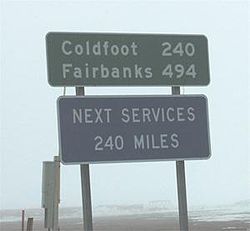 Coldfoot 240
Fairbanks 494
NEXT SERVICES
240 MILES